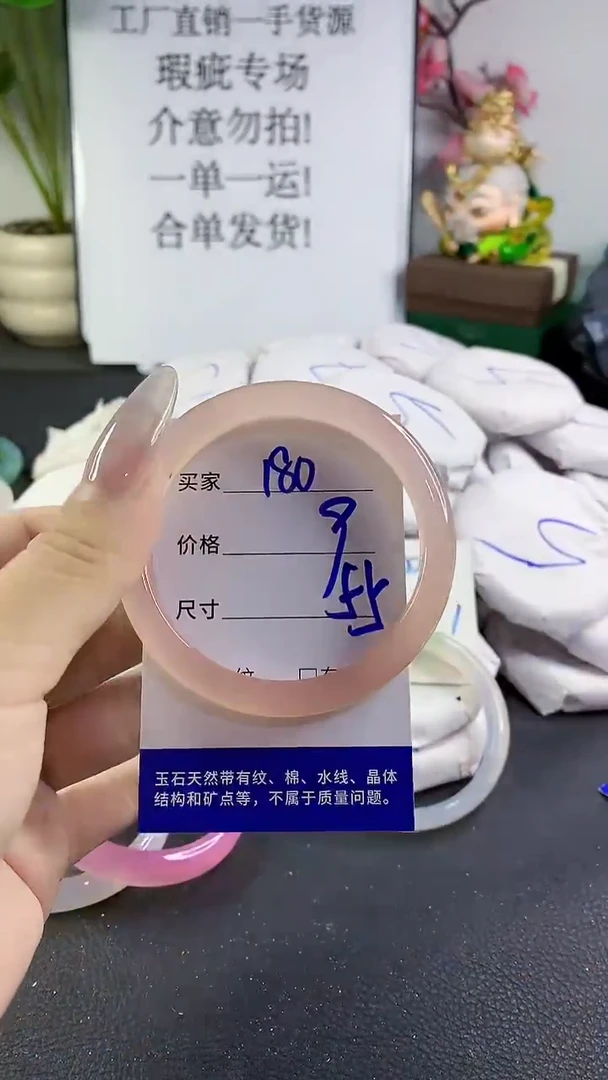 工厂直销一手货源
瑕疵专场
介意勿拍!
一单一运!
合单发货!
买家 180
价格
尺寸 55
玉石天然带有纹、棉、水线、晶体
结构和矿点等，不属于质量问题。